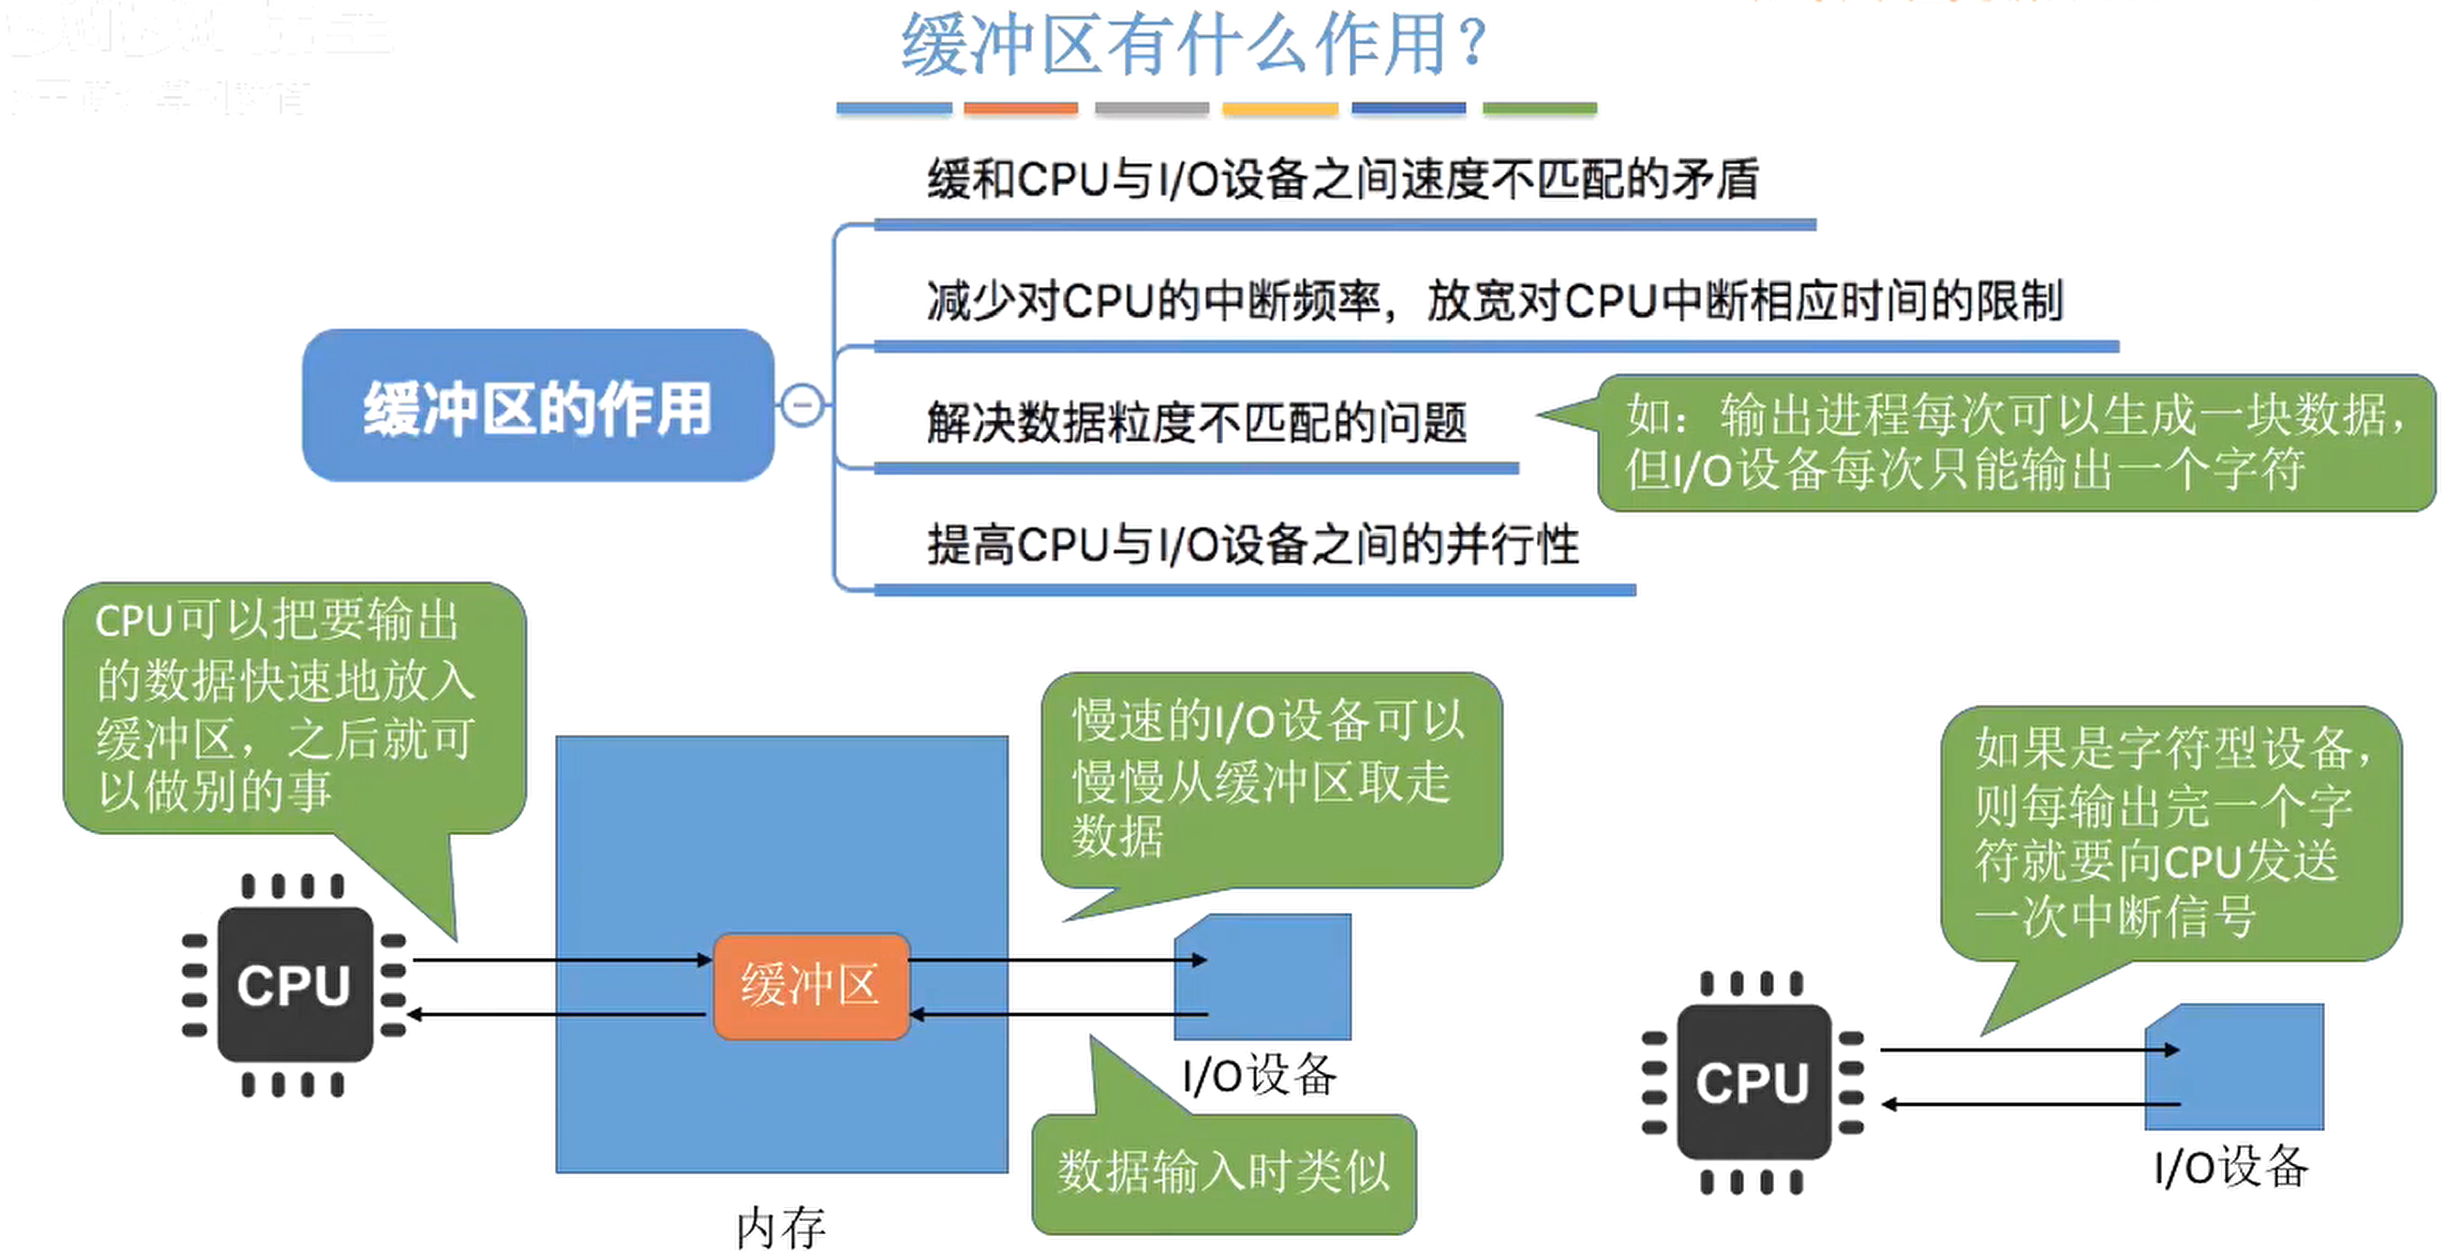 缓冲区有什么作用？
缓和CPU与I/O设备之间速度不匹配的矛盾
减少对CPU的中断频率，放宽对CPU中断相应时间的限制
缓冲区的作用
解决数据粒度不匹配的问题
如：输出进程每次可以生成一块数据，
但I/O设备每次只能输出一个字符
提高CPU与I/O设备之间的并行性
CPU可以把要输出
的数据快速地放入
缓冲区，之后就可
以做别的事
慢速的I/O设备可以
慢慢从缓冲区取走
数据
如果是字符型设备，
则每输出完一个字
符就要向CPU发送
一次中断信号
CPU
缓冲区
I/O设备
数据输入时类似
内存
CPU
I/O设备